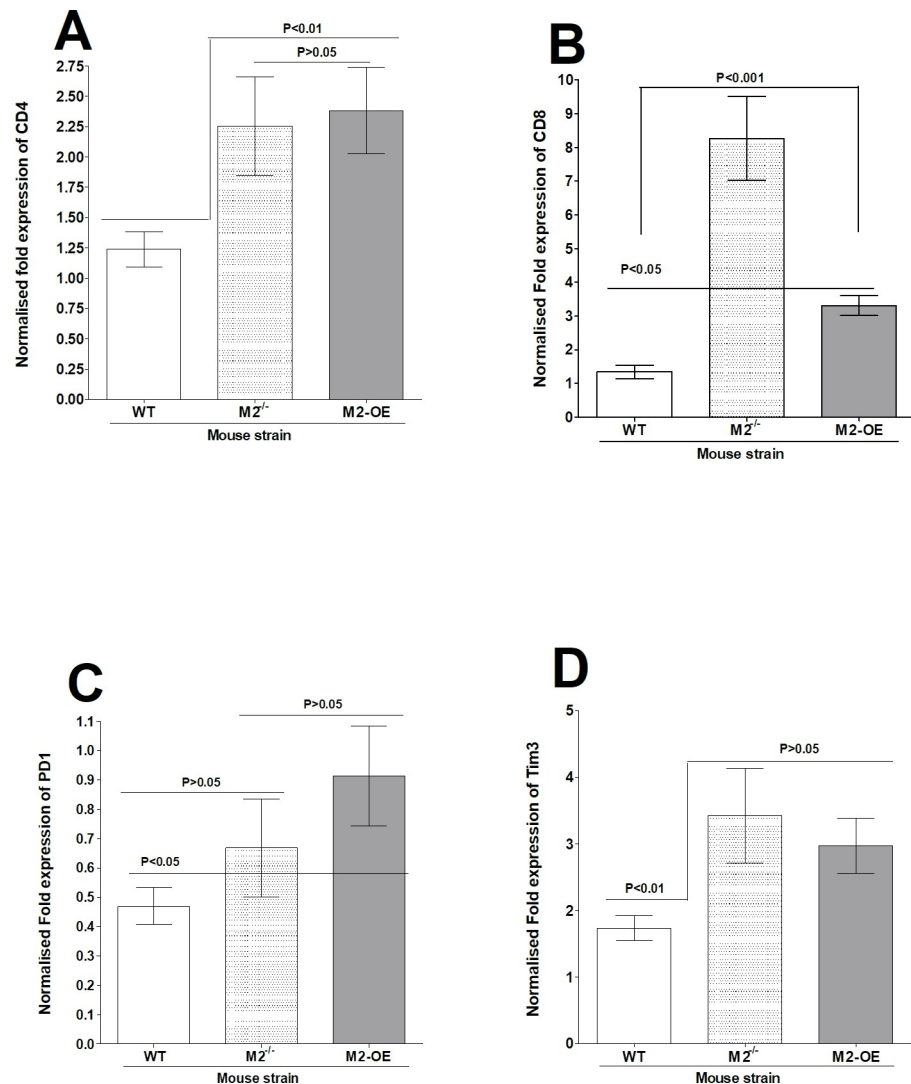 A
P<0.01
P>0.05
Normalised fold expression of CD4
2.75
2.50
2.25
2.00
1.75
1.50
1.25
1.00
0.75
0.50
0.25
0.00
WT
M2-/-
M2-OE
Mouse strain
B
P<0.001
Normalised Fold expression of CD8
10
9
8
7
6
5
4
3
2
1
0
P<0.05
WT
M2-/-
M2-OE
Mouse strain
C
P>0.05
P>0.05
P<0.05
Normalised Fold expression of PD1
1.1
1.0
0.9
0.8
0.7
0.6
0.5
0.4
0.3
0.2
0.1
0.0
WT
M2-/-
M2-OE
Mouse strain
D
P>0.05
P<0.01
Normalised Fold expression of Tim3
5
4
3
2
1
0
WT
M2-/-
M2-OE
Mouse strain